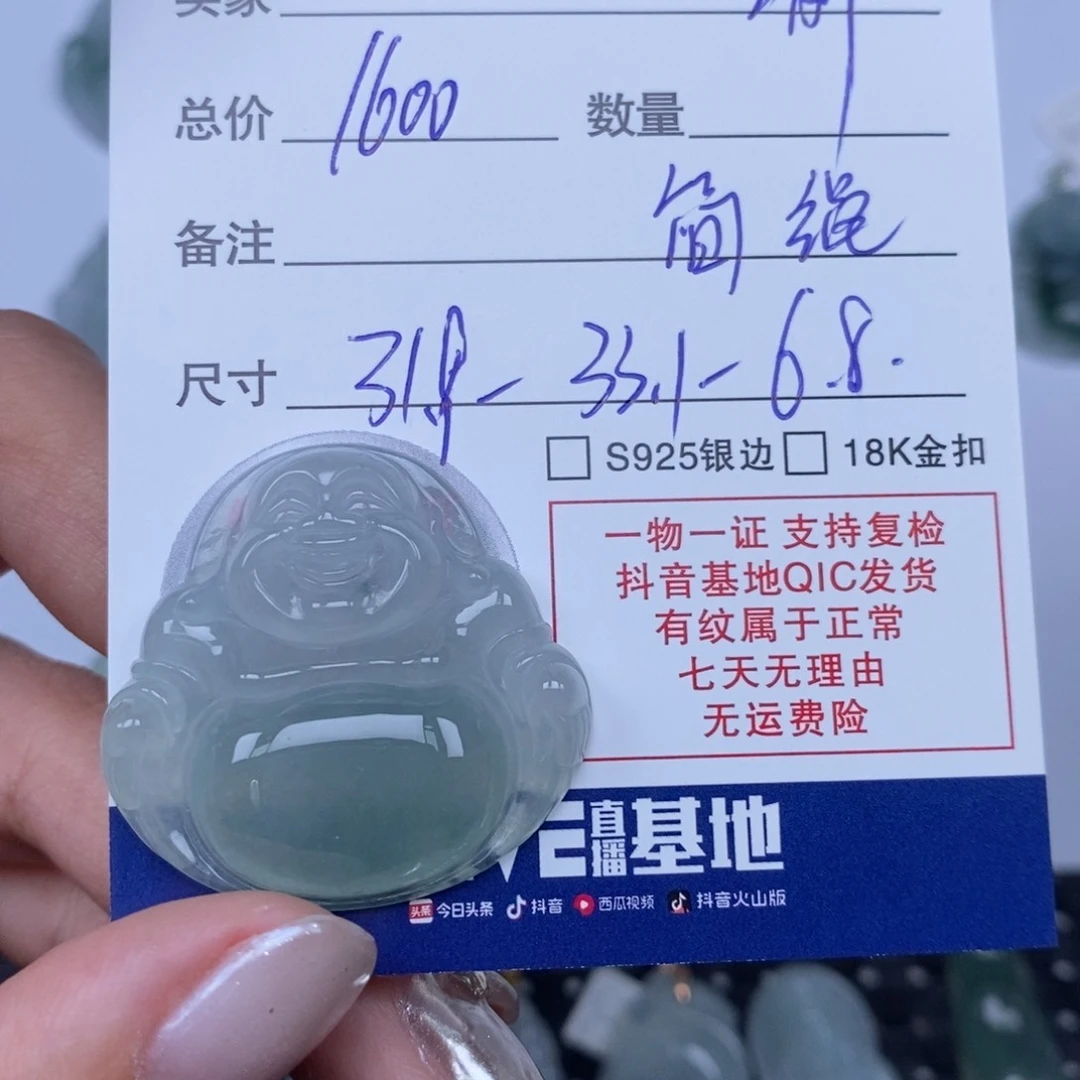 买家
总价 1600 数量
备注 简绳
尺寸 31.8-33.1-6.8.
S925银边 18K金扣
一物一证 支持复检
抖音基地QIC发货
有纹属于正常
七天无理由
无运费险
VE直播基地
头条 今日头条 抖音 西瓜视频 抖音火山版